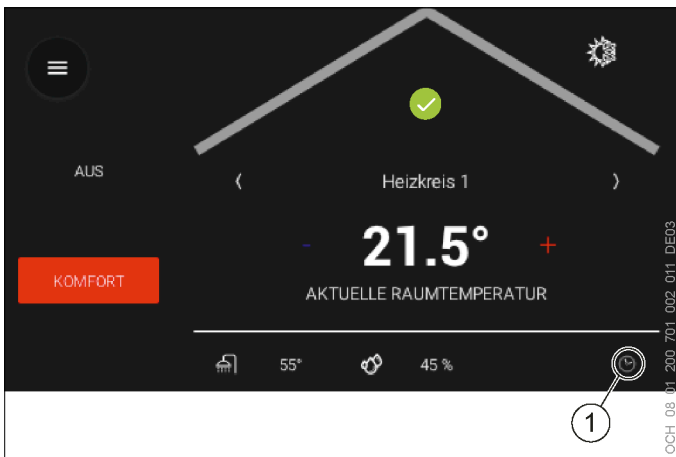 AUS
Heizkreis 1
- 21.5° +
KOMFORT
AKTUELLE RAUMTEMPERATUR
55° 45 %
1
OCH 08 01 200 701 002 011 DE03